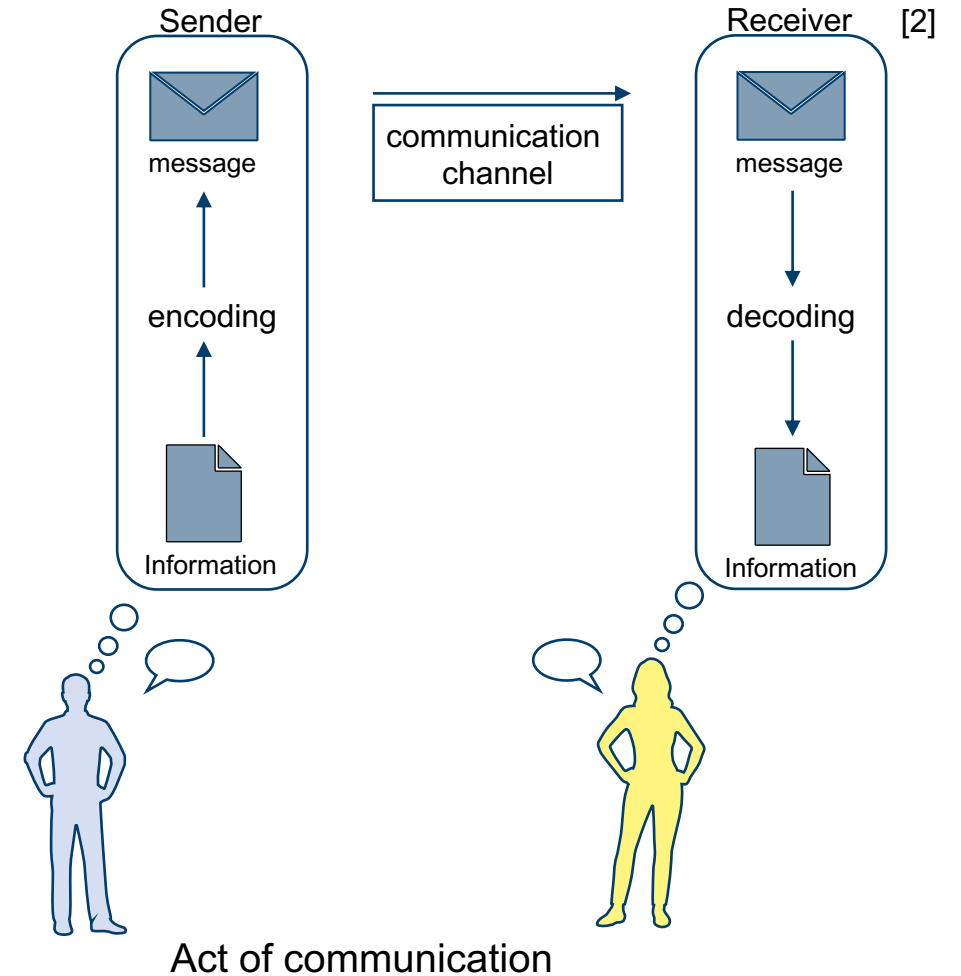 Sender
Receiver
[2]
message
communication
channel
message
encoding
decoding
Information
Information
Act of communication